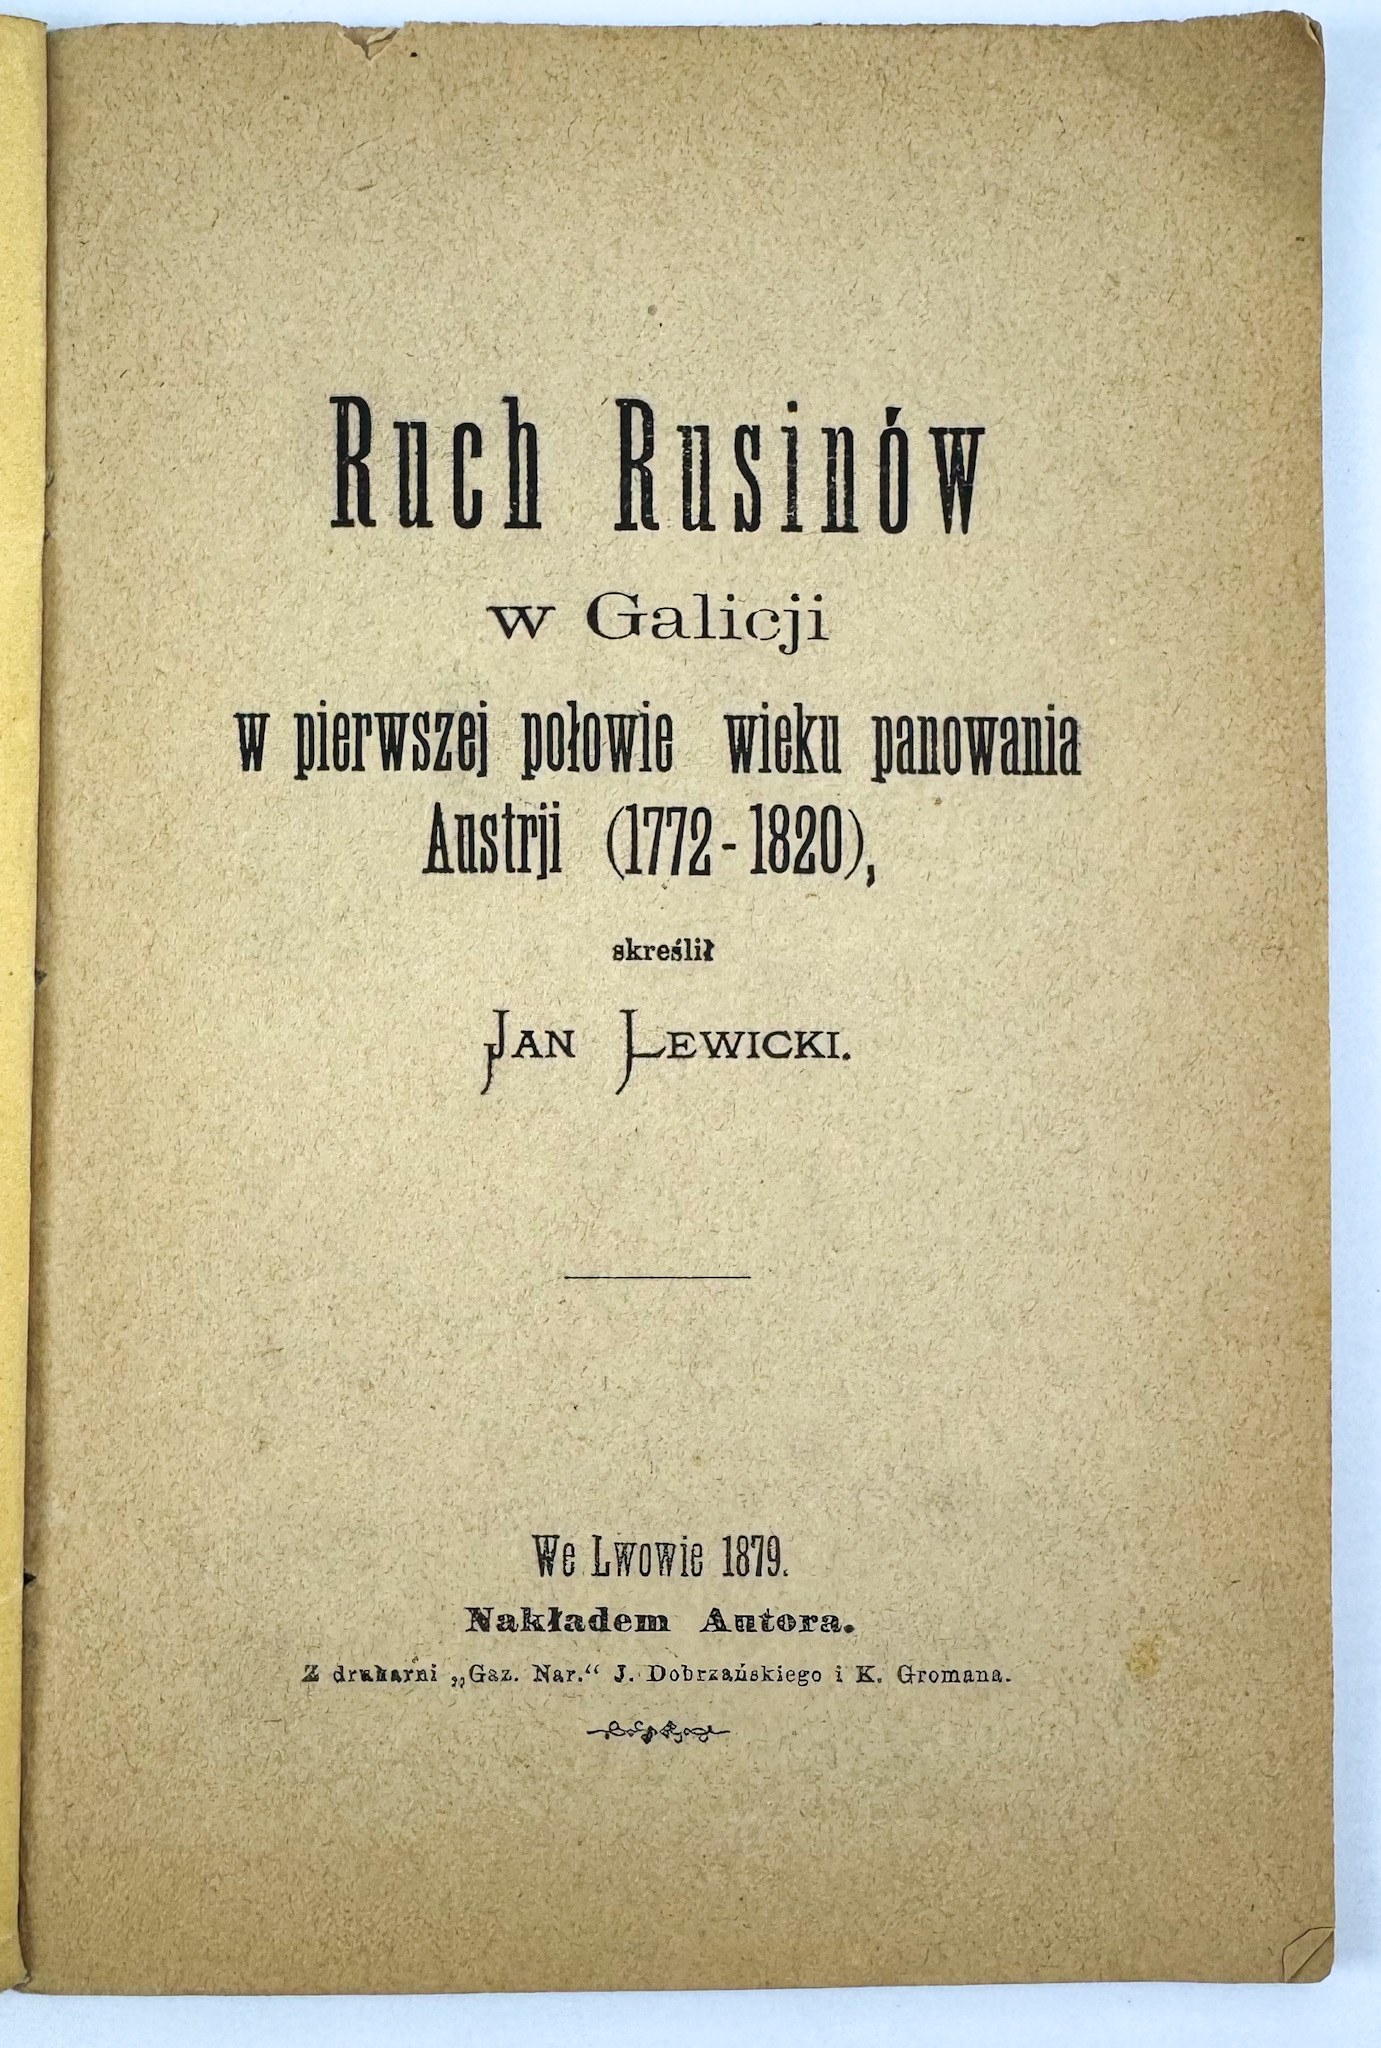 Ruch Rusinów
w Galicji
w pierwszej połowie wieku panowania
Austrji (1772-1820),
skreślił
JAN LEWICKI.
We Lwowie 1879.
Nakładem Autora.
Z drukarni „Gaz. Nar.“ J. Dobrzańskiego i K. Gromana.